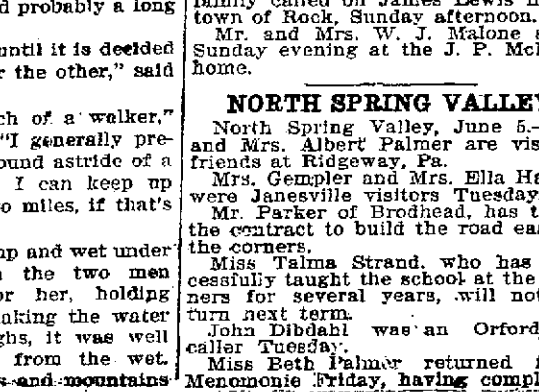 d probably a long
until it is decided
r the other," said
ch of a walker,"
"I generally pre-
ound astride of a
I can keep up
o miles, if that's
np and wet under
n the two men
or her, holding
aking the water
ghs, it was well
from the wet.
s and mountains
family called on James Lewis in
town of Rock, Sunday afternoon.
Mr. and Mrs. W. J. Malone
Sunday evening at the J. P. McK
home.
NORTH SPRING VALLEY
North Spring Valley, June 5.—
and Mrs. Albert Palmer are vis
friends at Ridgeway, Pa.
Mrs. Gempler and Mrs. Ella Ha
were Janesville visitors Tuesday
Mr. Parker of Brodhead, has t
the contract to build the road eas
the corners.
Miss Talma Strand, who has
cessfully taught the school at the
ners for several years, will not
turn next term.
John Dibdahl was an Orford
caller Tuesday.
Miss Beth Palmer returned f
Menomonie Friday, having compl